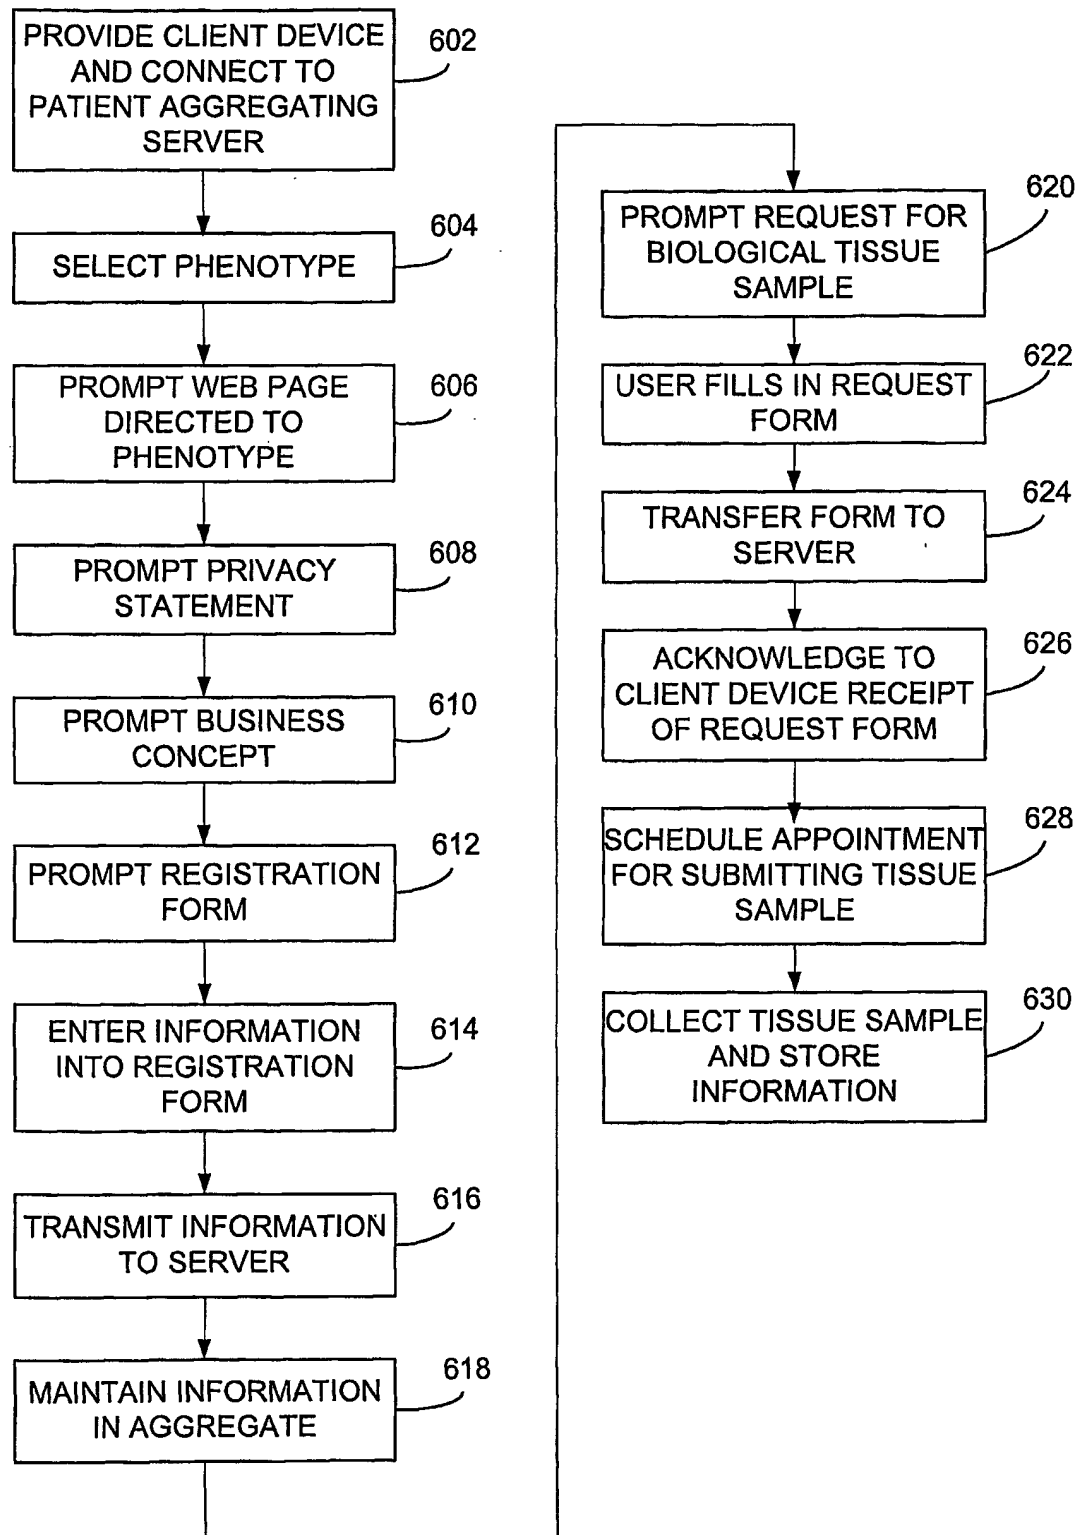 PROVIDE CLIENT DEVICE
AND CONNECT TO
PATIENT AGGREGATING
SERVER
602
SELECT PHENOTYPE
604
PROMPT WEB PAGE
DIRECTED TO
PHENOTYPE
606
PROMPT PRIVACY
STATEMENT
608
PROMPT BUSINESS
CONCEPT
610
PROMPT REGISTRATION
FORM
612
ENTER INFORMATION
INTO REGISTRATION
FORM
614
TRANSMIT INFORMATION
TO SERVER
616
MAINTAIN INFORMATION
IN AGGREGATE
618
PROMPT REQUEST FOR
BIOLOGICAL TISSUE
SAMPLE
620
USER FILLS IN REQUEST
FORM
622
TRANSFER FORM TO
SERVER
624
ACKNOWLEDGE TO
CLIENT DEVICE RECEIPT
OF REQUEST FORM
626
SCHEDULE APPOINTMENT
FOR SUBMITTING TISSUE
SAMPLE
628
COLLECT TISSUE SAMPLE
AND STORE
INFORMATION
630